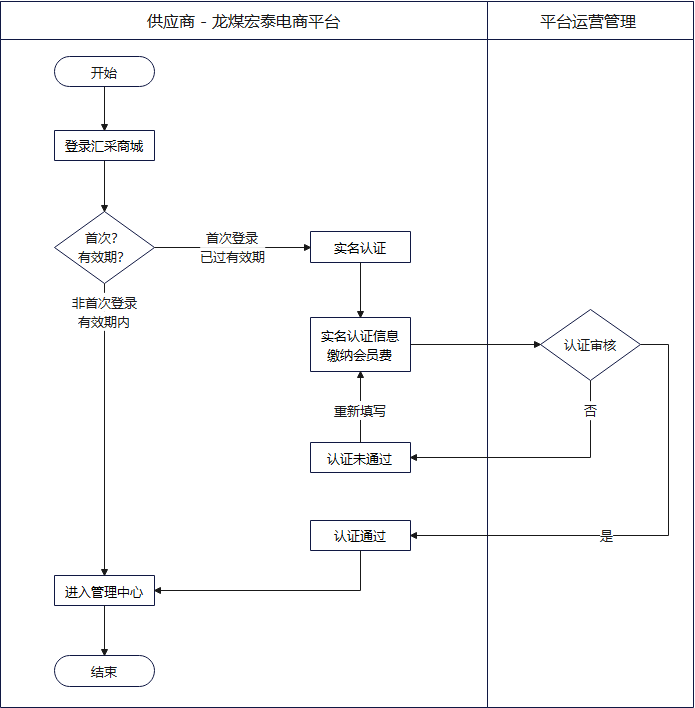 供应商 - 龙煤宏泰电商平台
平台运营管理
开始
登录汇采商城
首次?
有效期?
首次登录
已过有效期
实名认证
非首次登录
有效期内
实名认证信息
缴纳会员费
认证审核
重新填写
否
认证未通过
认证通过
是
进入管理中心
结束